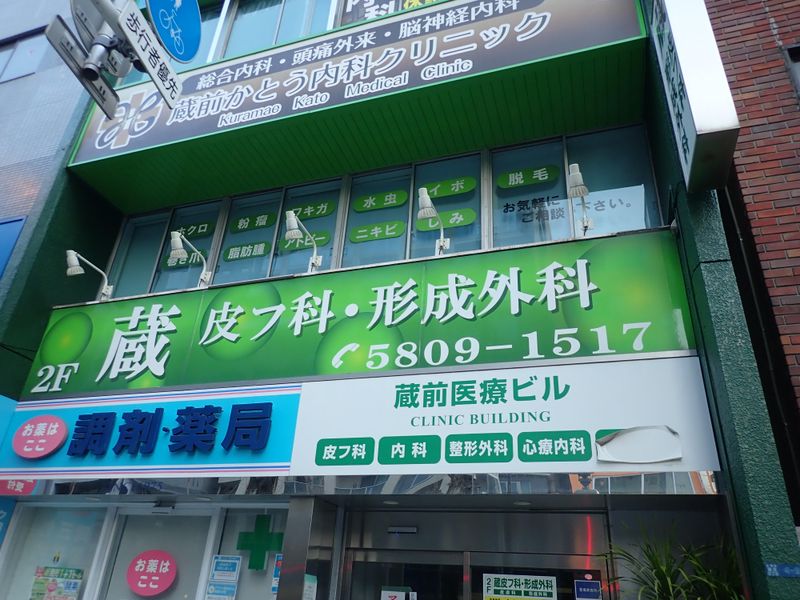 歩行者優先
内科
総合内科・頭痛外来・脳神経内科
蔵前かとう内科クリニック
Kuramae Kato Medical Clinic
ホクロ 粉瘤 ワキガ 水虫 イボ 脱毛
脂肪腫 アトピー ニキビ しみ
お気軽に
ご相談下さい。
2F 蔵 皮フ科・形成外科
5809-1517
お薬は
ここ
調剤薬局
蔵前医療ビル
CLINIC BUILDING
皮フ科 内科 整形外科 心療内科
お薬は
ここ
2F 蔵皮フ科・形成外科